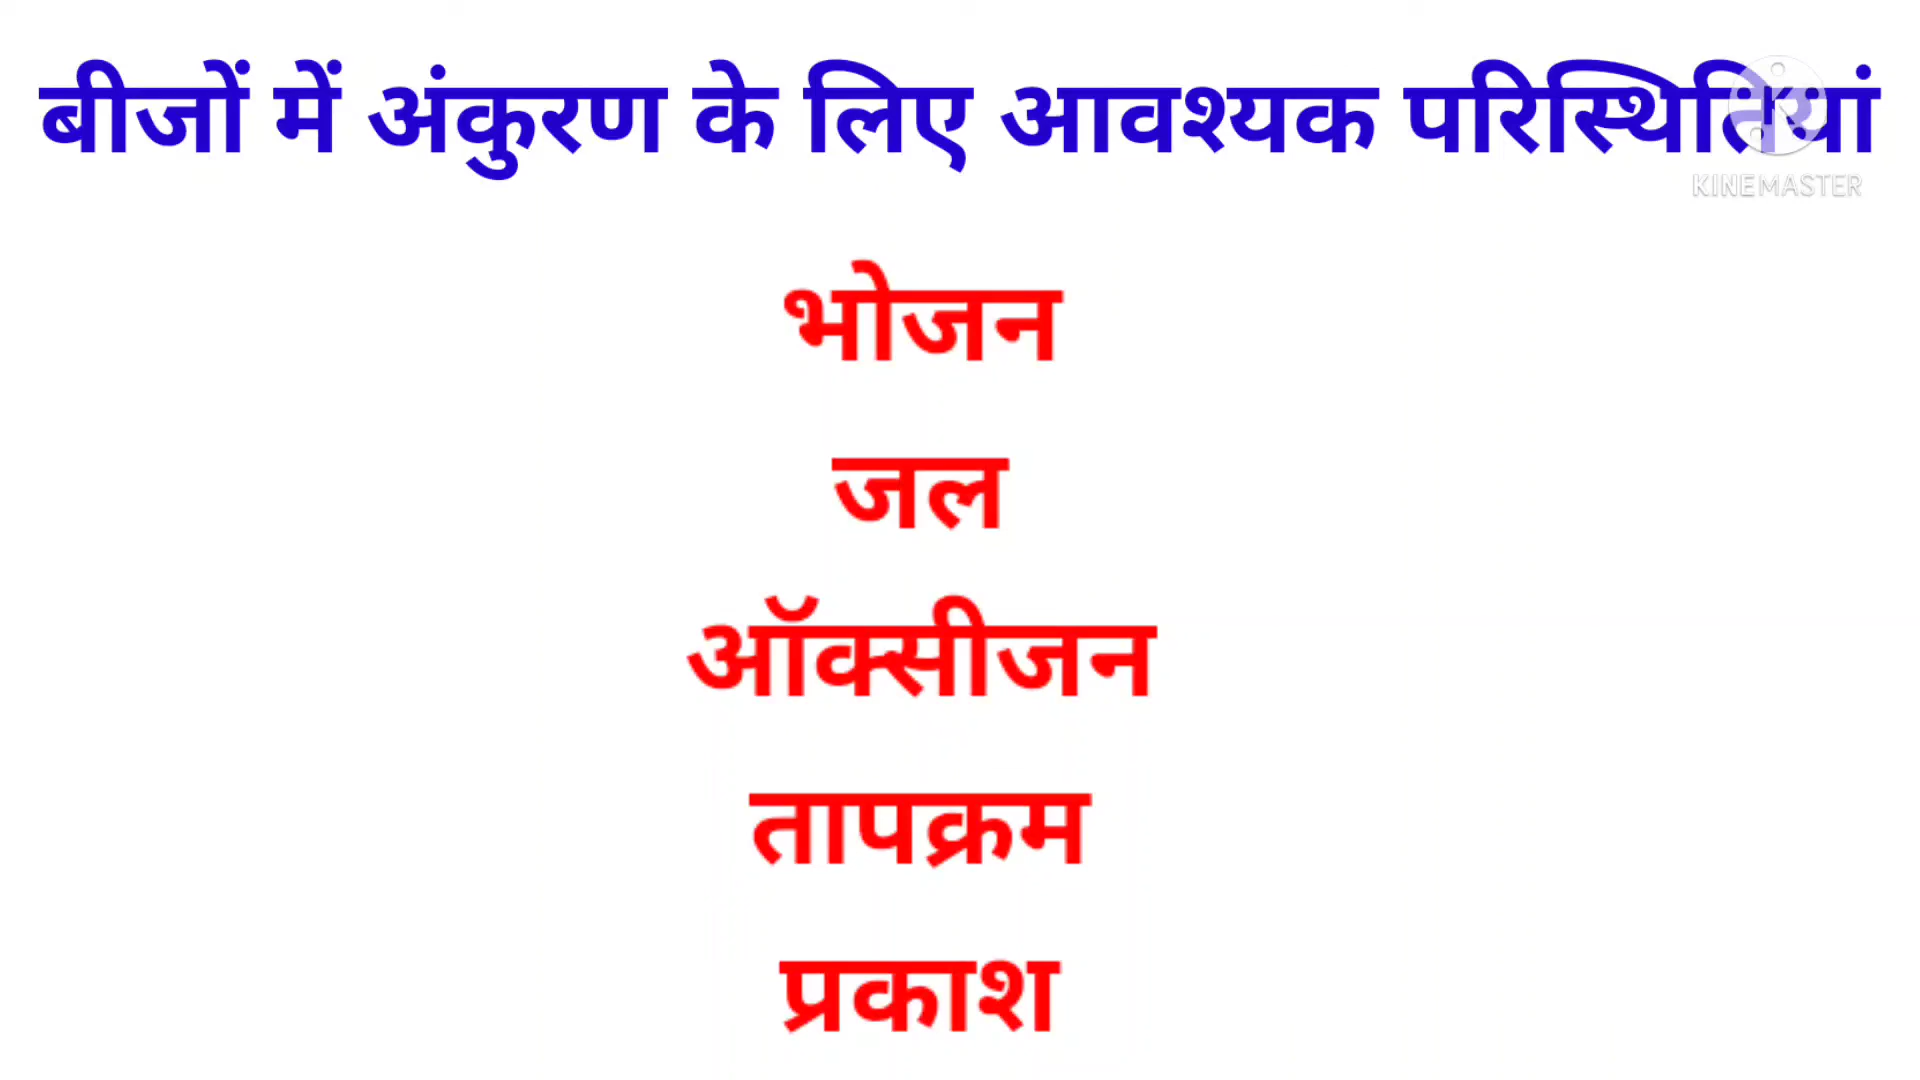 बीजों में अंकुरण के लिए आवश्यक परिस्थितियां
KINEMASTER
भोजन
जल
ऑक्सीजन
तापक्रम
प्रकाश